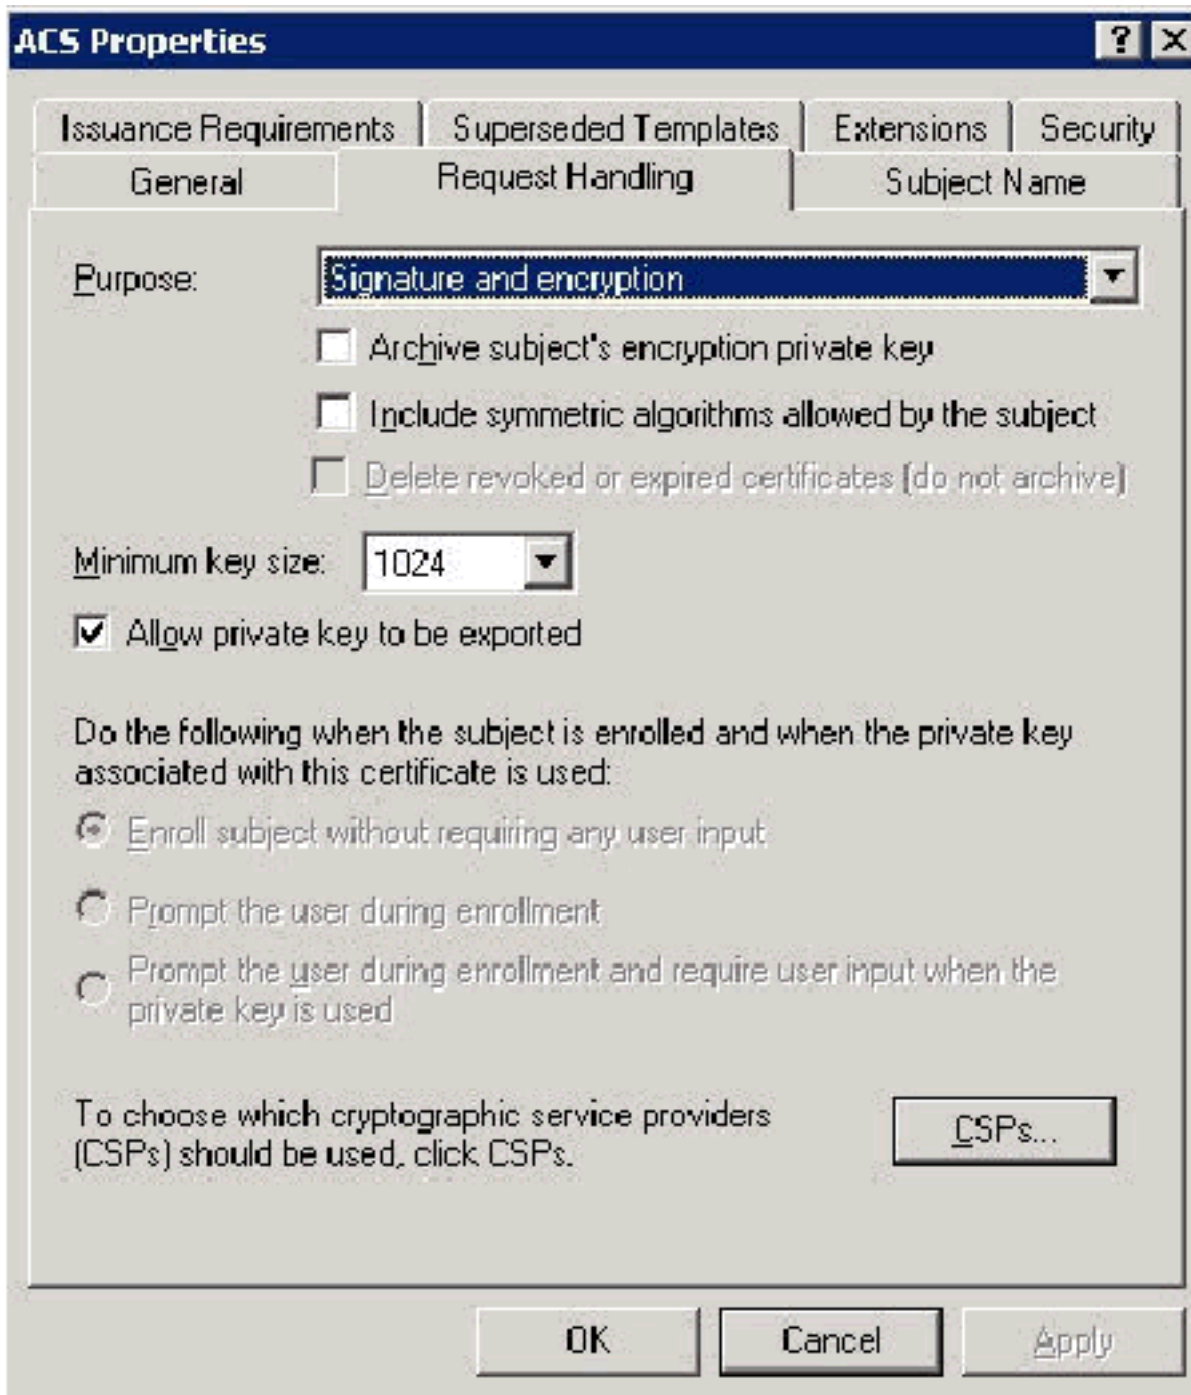 ACS Properties
Issuance Requirements Superseded Templates Extensions Security
General Request Handling Subject Name
Purpose: Signature and encryption
Archive subject's encryption private key
Include symmetric algorithms allowed by the subject
Delete revoked or expired certificates (do not archive)
Minimum key size: 1024
Allow private key to be exported
Do the following when the subject is enrolled and when the private key
associated with this certificate is used:
Enroll subject without requiring any user input
Prompt the user during enrollment
Prompt the user during enrollment and require user input when the
private key is used
To choose which cryptographic service providers
(CSPs) should be used, click CSPs.
CSPs...
OK Cancel Apply